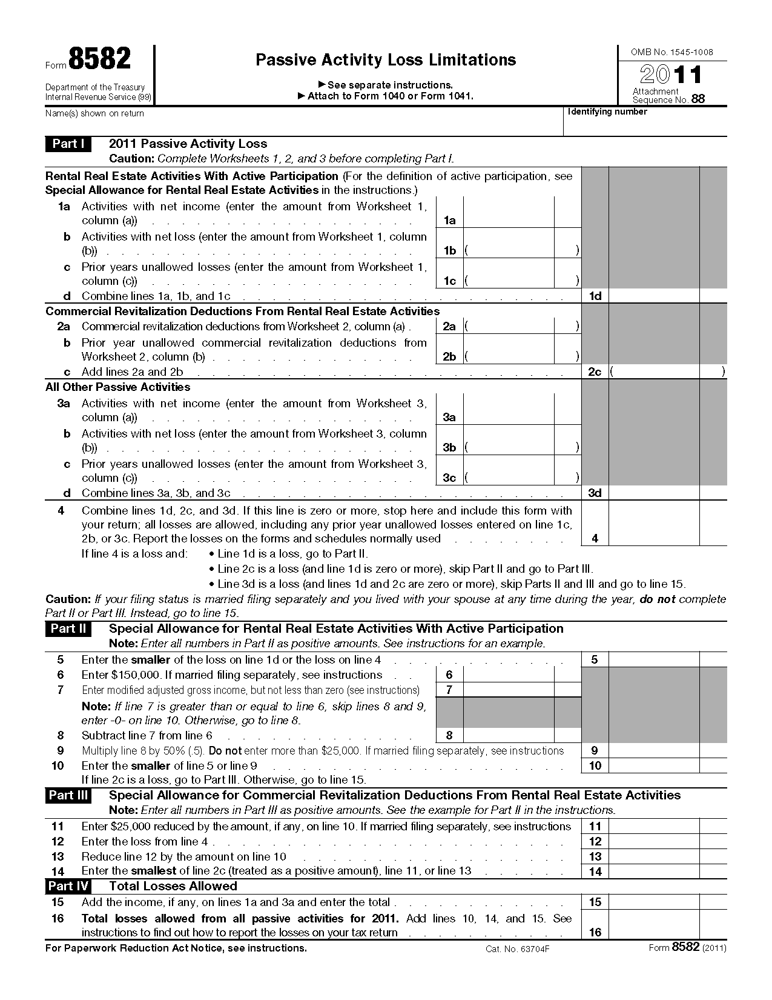 Form 8582
Department of the Treasury
Internal Revenue Service (99)
Passive Activity Loss Limitations
▶ See separate instructions.
▶ Attach to Form 1040 or Form 1041.
OMB No. 1545-1008
2011
Attachment
Sequence No. 88
Name(s) shown on return
Identifying number
Part I 2011 Passive Activity Loss
Caution: Complete Worksheets 1, 2, and 3 before completing Part I.
Rental Real Estate Activities With Active Participation (For the definition of active participation, see
Special Allowance for Rental Real Estate Activities in the instructions.)
1a Activities with net income (enter the amount from Worksheet 1,
column (a)) . . . . . . . . . . . . . . . . . . 1a
b Activities with net loss (enter the amount from Worksheet 1, column
(b)) . . . . . . . . . . . . . . . . . . . . . 1b ( )
c Prior years unallowed losses (enter the amount from Worksheet 1,
column (c)) . . . . . . . . . . . . . . . . . . 1c ( )
d Combine lines 1a, 1b, and 1c . . . . . . . . . . . . . . . . . . . . . . 1d
Commercial Revitalization Deductions From Rental Real Estate Activities
2a Commercial revitalization deductions from Worksheet 2, column (a) . 2a ( )
b Prior year unallowed commercial revitalization deductions from
Worksheet 2, column (b) . . . . . . . . . . . . . . 2b ( )
c Add lines 2a and 2b . . . . . . . . . . . . . . . . . . . . . . . . . 2c ( )
All Other Passive Activities
3a Activities with net income (enter the amount from Worksheet 3,
column (a)) . . . . . . . . . . . . . . . . . . 3a
b Activities with net loss (enter the amount from Worksheet 3, column
(b)) . . . . . . . . . . . . . . . . . . . . . 3b ( )
c Prior years unallowed losses (enter the amount from Worksheet 3,
column (c)) . . . . . . . . . . . . . . . . . . 3c ( )
d Combine lines 3a, 3b, and 3c . . . . . . . . . . . . . . . . . . . . . . 3d
4 Combine lines 1d, 2c, and 3d. If this line is zero or more, stop here and include this form with
your return; all losses are allowed, including any prior year unallowed losses entered on line 1c,
2b, or 3c. Report the losses on the forms and schedules normally used . . . . . . . . 4
If line 4 is a loss and: • Line 1d is a loss, go to Part II.
• Line 2c is a loss (and line 1d is zero or more), skip Part II and go to Part III.
• Line 3d is a loss (and lines 1d and 2c are zero or more), skip Parts II and III and go to line 15.
Caution: If your filing status is married filing separately and you lived with your spouse at any time during the year, do not complete
Part II or Part III. Instead, go to line 15.
Part II Special Allowance for Rental Real Estate Activities With Active Participation
Note: Enter all numbers in Part II as positive amounts. See instructions for an example.
5 Enter the smaller of the loss on line 1d or the loss on line 4 . . . . . . . . . . . . 5
6 Enter $150,000. If married filing separately, see instructions . . 6
7 Enter modified adjusted gross income, but not less than zero (see instructions) 7
Note: If line 7 is greater than or equal to line 6, skip lines 8 and 9,
enter -0- on line 10. Otherwise, go to line 8.
8 Subtract line 7 from line 6 . . . . . . . . . . . . . 8
9 Multiply line 8 by 50% (.5). Do not enter more than $25,000. If married filing separately, see instructions 9
10 Enter the smaller of line 5 or line 9 . . . . . . . . . . . . . . . . . . . . 10
If line 2c is a loss, go to Part III. Otherwise, go to line 15.
Part III Special Allowance for Commercial Revitalization Deductions From Rental Real Estate Activities
Note: Enter all numbers in Part III as positive amounts. See the example for Part II in the instructions.
11 Enter $25,000 reduced by the amount, if any, on line 10. If married filing separately, see instructions 11
12 Enter the loss from line 4 . . . . . . . . . . . . . . . . . . . . . . . . 12
13 Reduce line 12 by the amount on line 10 . . . . . . . . . . . . . . . . . . 13
14 Enter the smallest of line 2c (treated as a positive amount), line 11, or line 13 . . . . . . 14
Part IV Total Losses Allowed
15 Add the income, if any, on lines 1a and 3a and enter the total . . . . . . . . . . . . 15
16 Total losses allowed from all passive activities for 2011. Add lines 10, 14, and 15. See
instructions to find out how to report the losses on your tax return . . . . . . . . . . . 16
For Paperwork Reduction Act Notice, see instructions. Cat. No. 63704F Form 8582 (2011)